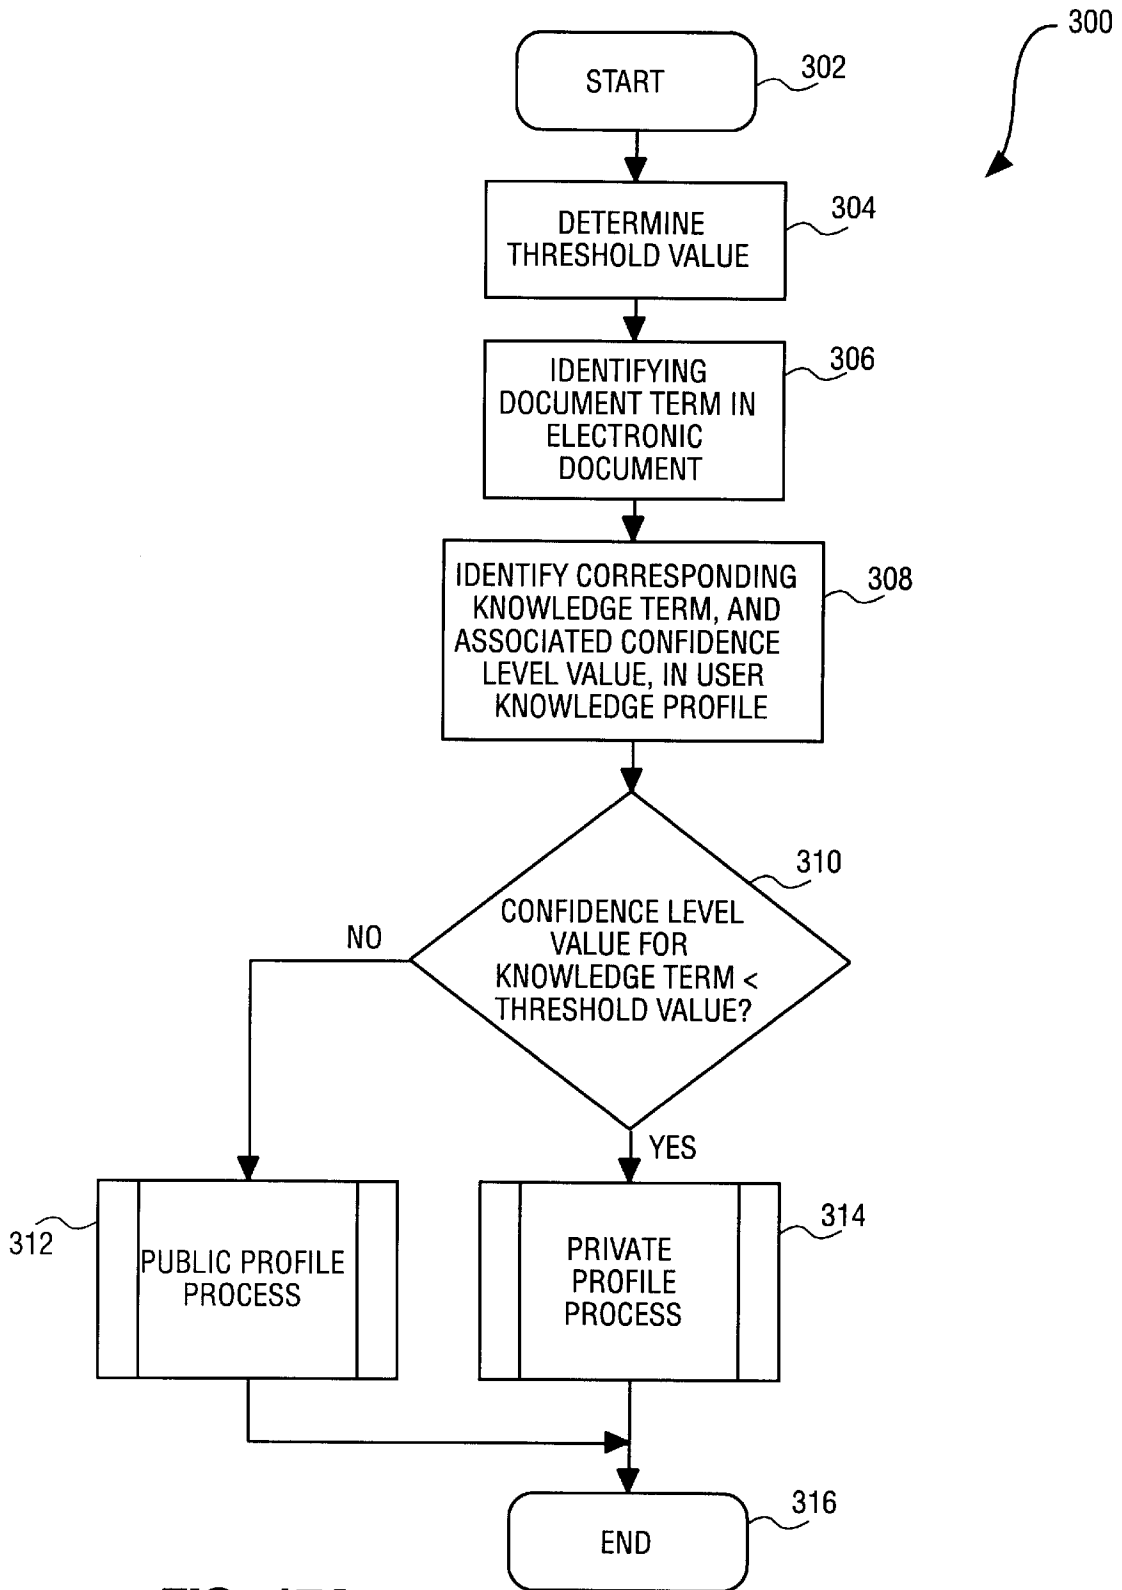 300
START
302
DETERMINE
THRESHOLD VALUE
304
IDENTIFYING
DOCUMENT TERM IN
ELECTRONIC
DOCUMENT
306
IDENTIFY CORRESPONDING
KNOWLEDGE TERM, AND
ASSOCIATED CONFIDENCE
LEVEL VALUE, IN USER
KNOWLEDGE PROFILE
308
310
CONFIDENCE LEVEL
VALUE FOR
KNOWLEDGE TERM <
THRESHOLD VALUE?
NO
YES
312
PUBLIC PROFILE
PROCESS
PRIVATE
PROFILE
PROCESS
314
END
316